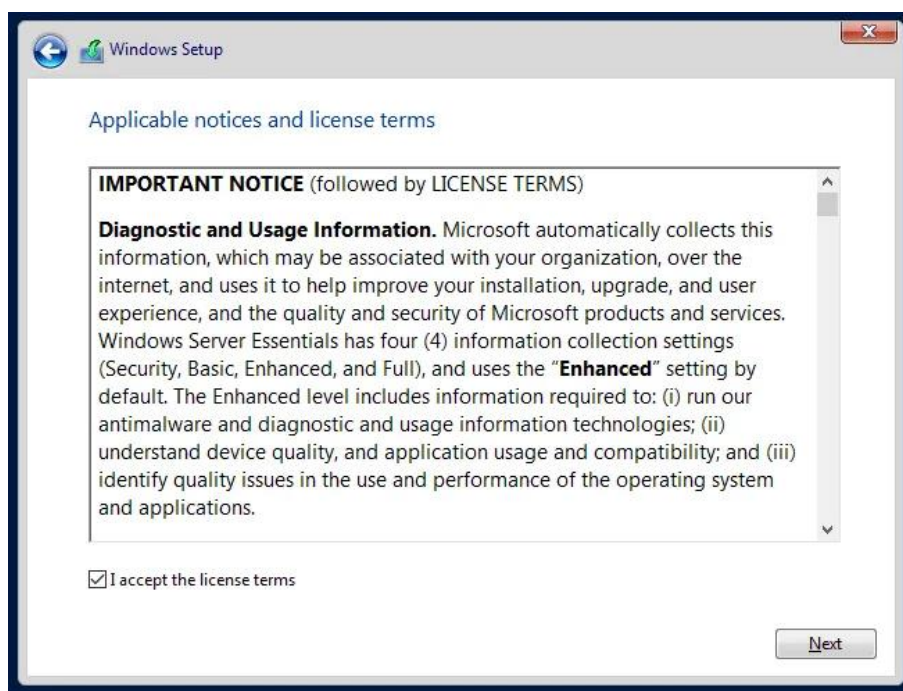 Windows Setup
Applicable notices and license terms
IMPORTANT NOTICE (followed by LICENSE TERMS)
Diagnostic and Usage Information. Microsoft automatically collects this
information, which may be associated with your organization, over the
internet, and uses it to help improve your installation, upgrade, and user
experience, and the quality and security of Microsoft products and services.
Windows Server Essentials has four (4) information collection settings
(Security, Basic, Enhanced, and Full), and uses the “Enhanced” setting by
default. The Enhanced level includes information required to: (i) run our
antimalware and diagnostic and usage information technologies; (ii)
understand device quality, and application usage and compatibility; and (iii)
identify quality issues in the use and performance of the operating system
and applications.
I accept the license terms
Next